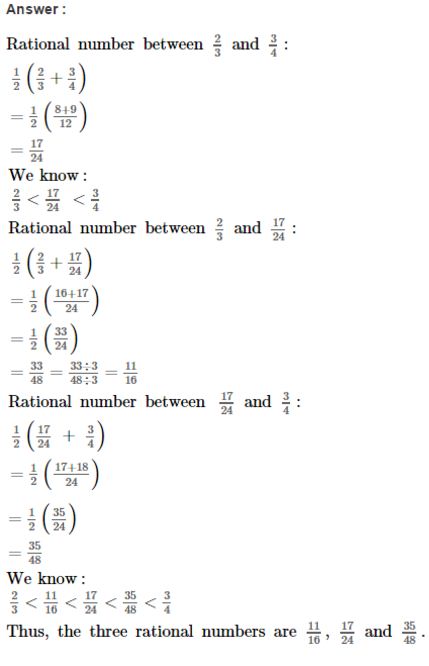 Answer :
Rational number between 2/3 and 3/4 :
1/2 (2/3 + 3/4)
= 1/2 (8+9/12)
= 17/24
We know :
2/3 < 17/24 < 3/4
Rational number between 2/3 and 17/24 :
1/2 (2/3 + 17/24)
= 1/2 (16+17/24)
= 1/2 (33/24)
= 33/48 = 33÷3/48÷3 = 11/16
Rational number between 17/24 and 3/4 :
1/2 (17/24 + 3/4)
= 1/2 (17+18/24)
= 1/2 (35/24)
= 35/48
We know :
2/3 < 11/16 < 17/24 < 35/48 < 3/4
Thus, the three rational numbers are 11/16, 17/24 and 35/48.